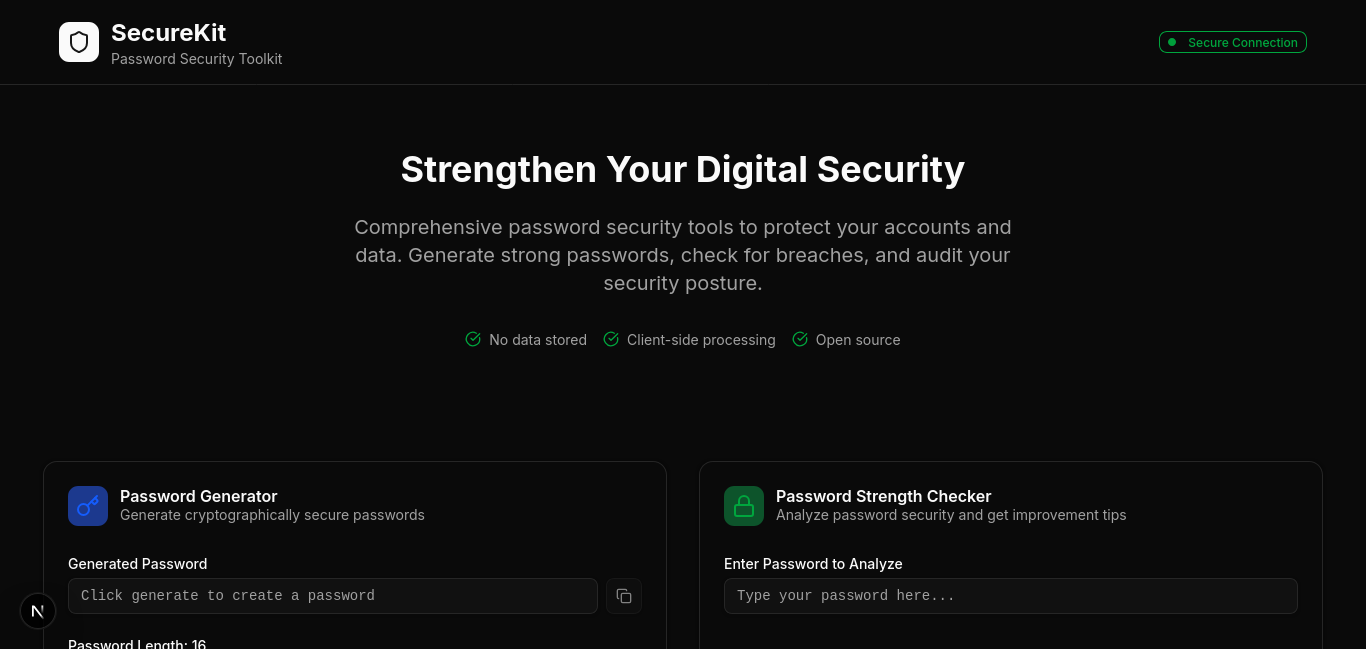 SecureKit
Password Security Toolkit
Secure Connection
Strengthen Your Digital Security
Comprehensive password security tools to protect your accounts and
data. Generate strong passwords, check for breaches, and audit your
security posture.
No data stored
Client-side processing
Open source
Password Generator
Generate cryptographically secure passwords
Generated Password
Click generate to create a password
Password Length: 16
Password Strength Checker
Analyze password security and get improvement tips
Enter Password to Analyze
Type your password here...
N